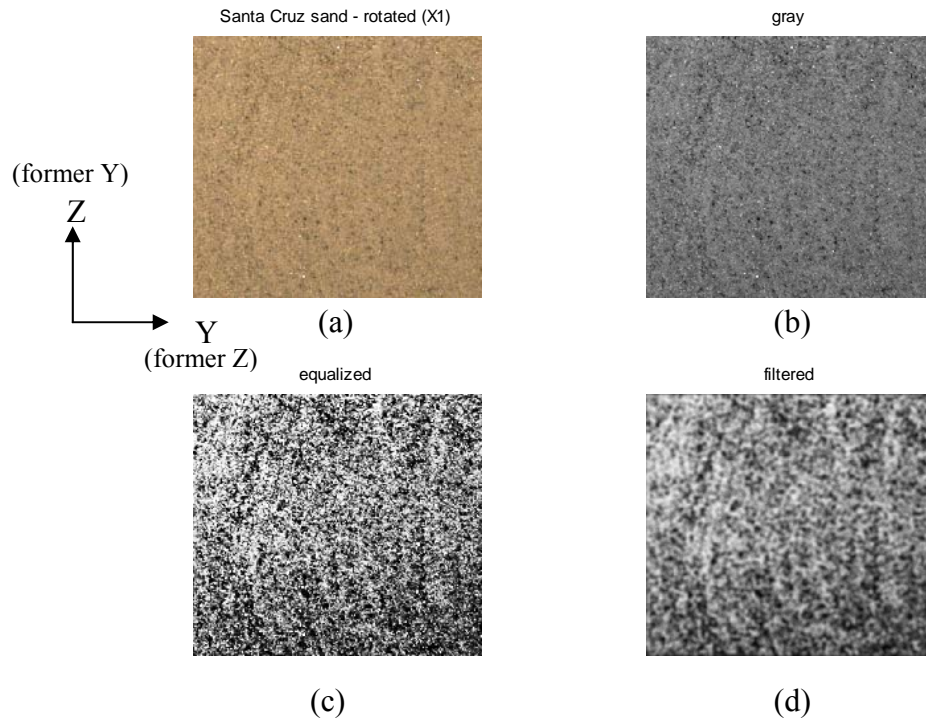 Santa Cruz sand - rotated (X1)
gray
(former Y)
Z
(a)
(b)
Y
(former Z)
equalized
filtered
(c)
(d)